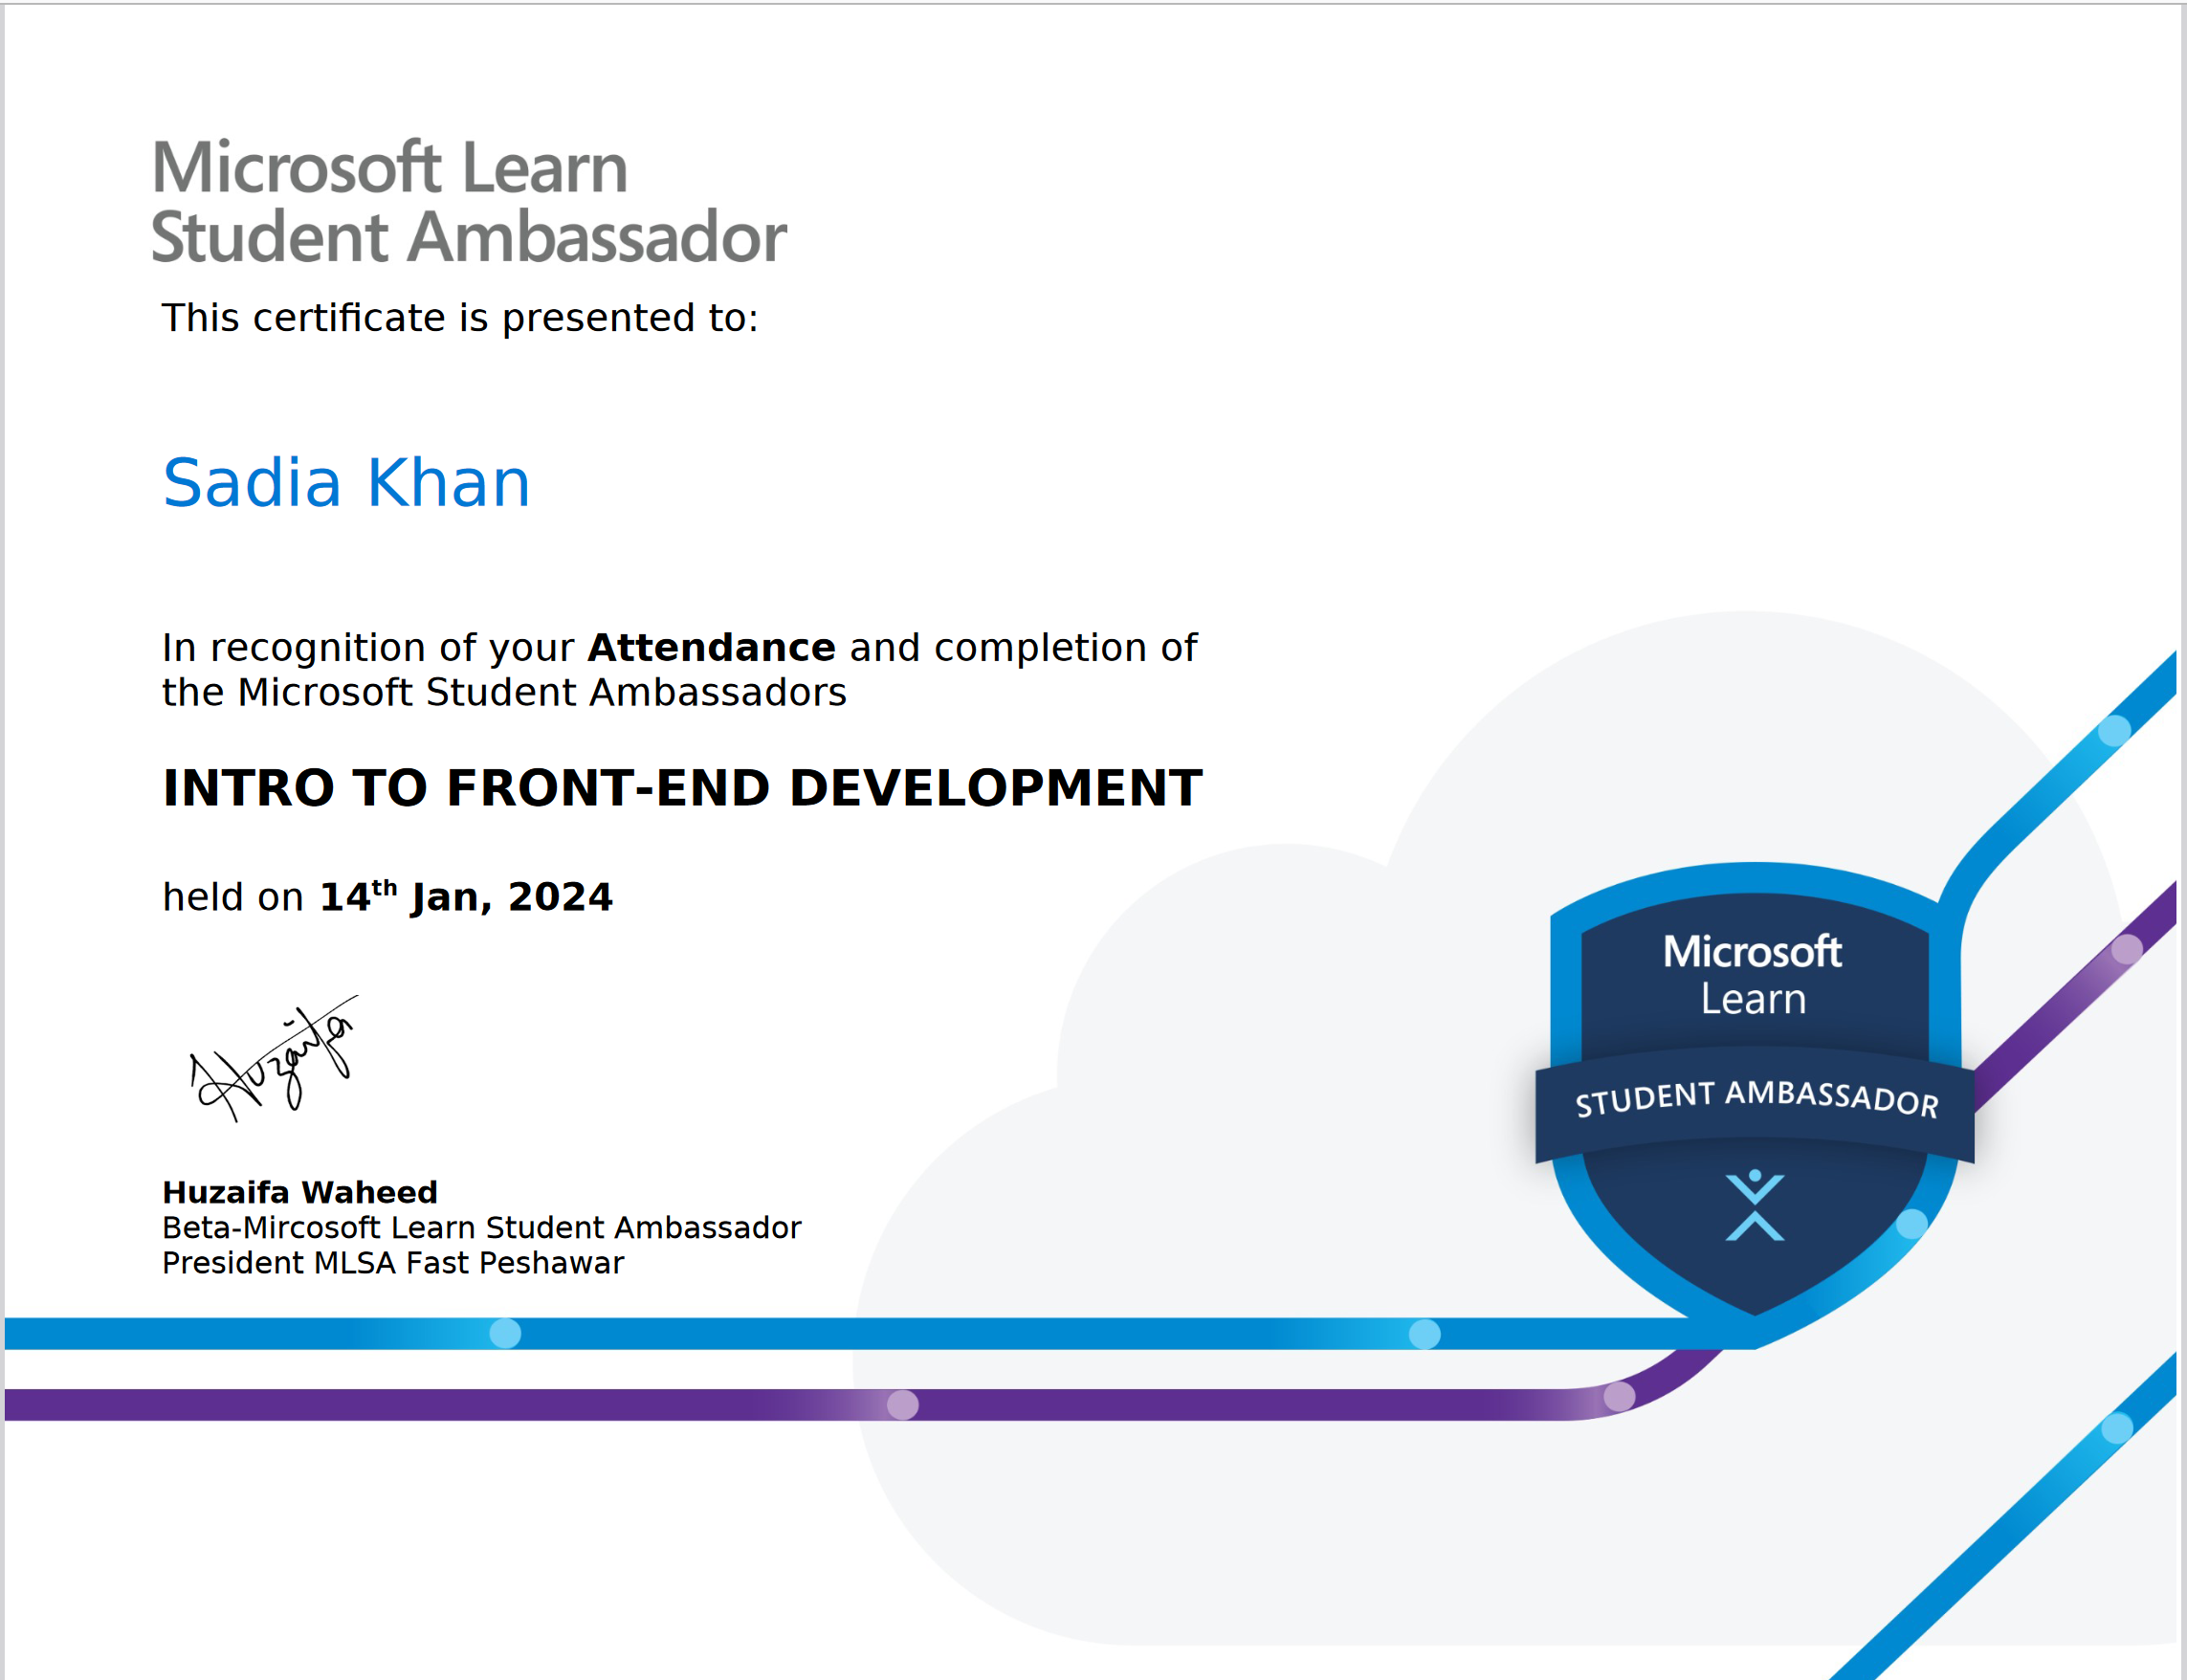 Microsoft Learn
Student Ambassador
This certificate is presented to:
Sadia Khan
In recognition of your Attendance and completion of
the Microsoft Student Ambassadors
INTRO TO FRONT-END DEVELOPMENT
held on 14th Jan, 2024
Huzaifa
Huzaifa Waheed
Beta-Mircosoft Learn Student Ambassador
President MLSA Fast Peshawar
Microsoft
Learn
STUDENT AMBASSADOR